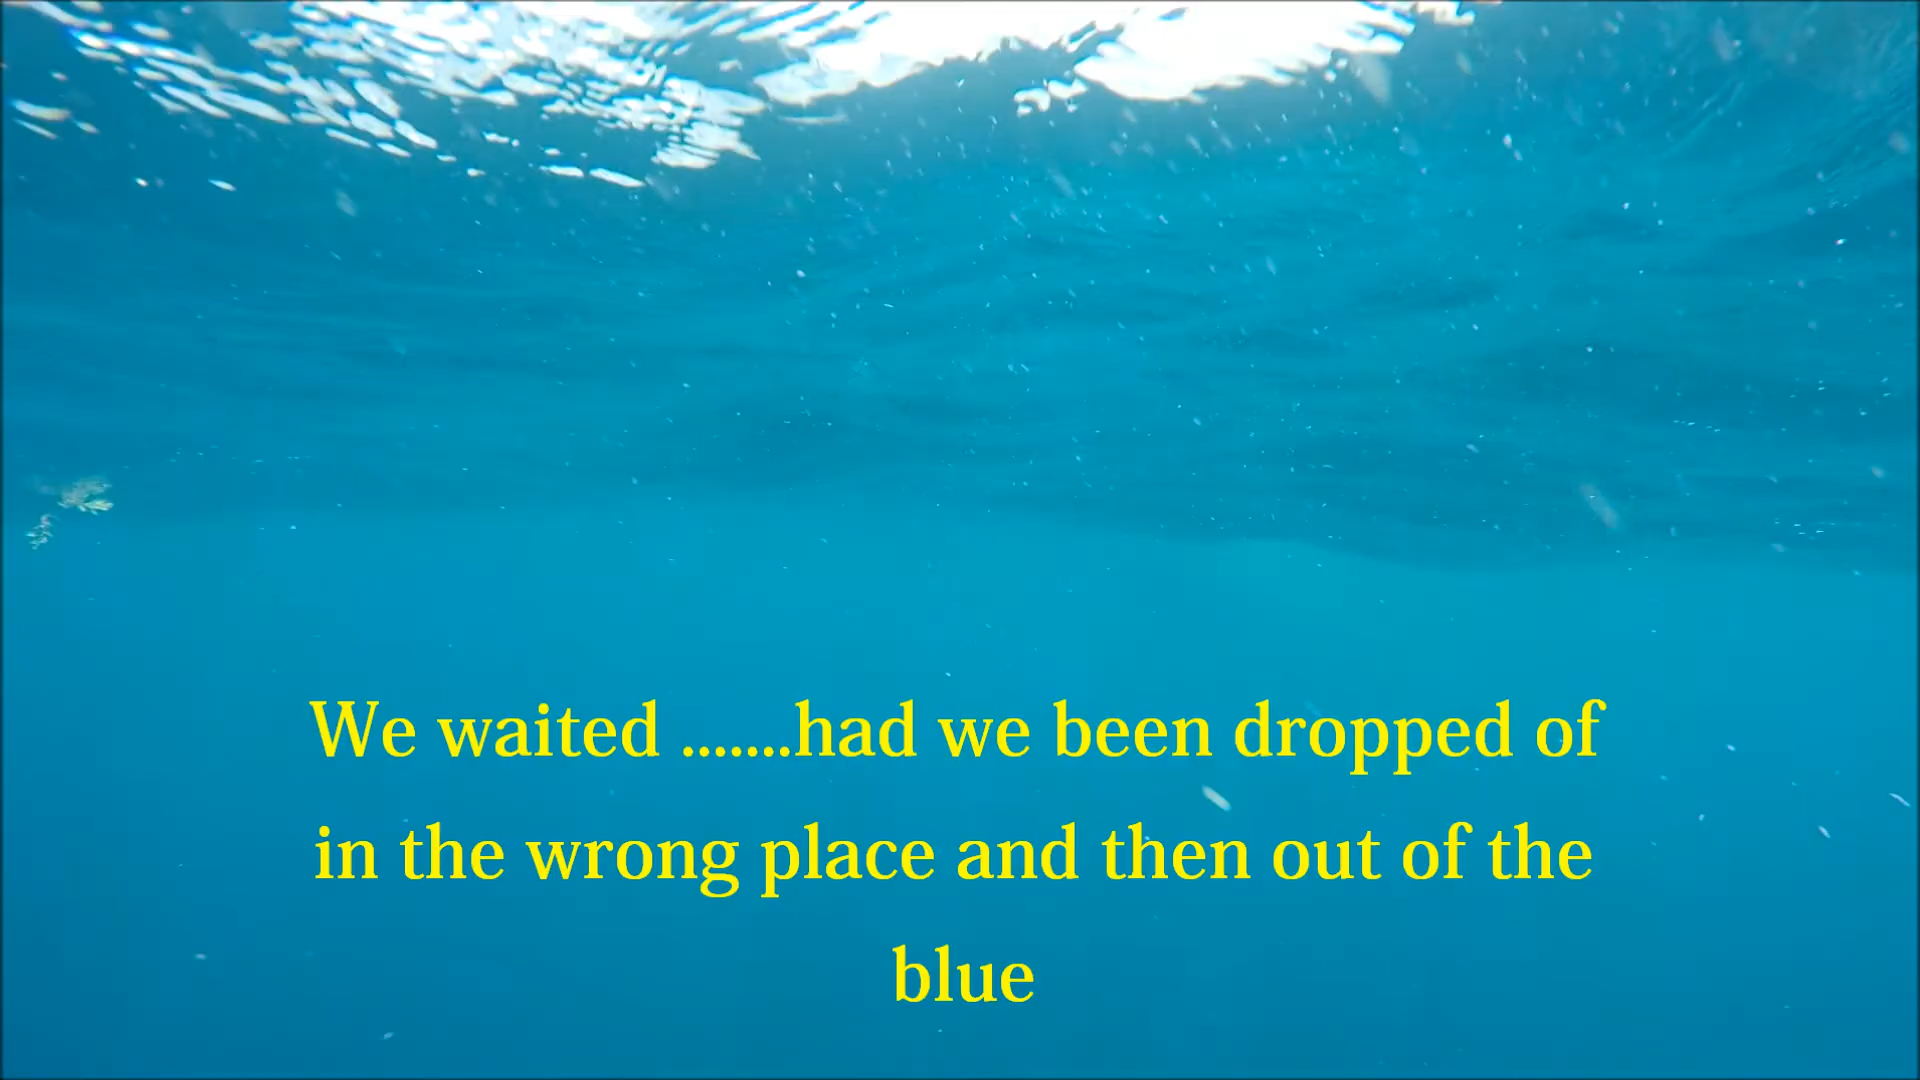 We waited .......had we been dropped of
in the wrong place and then out of the
blue